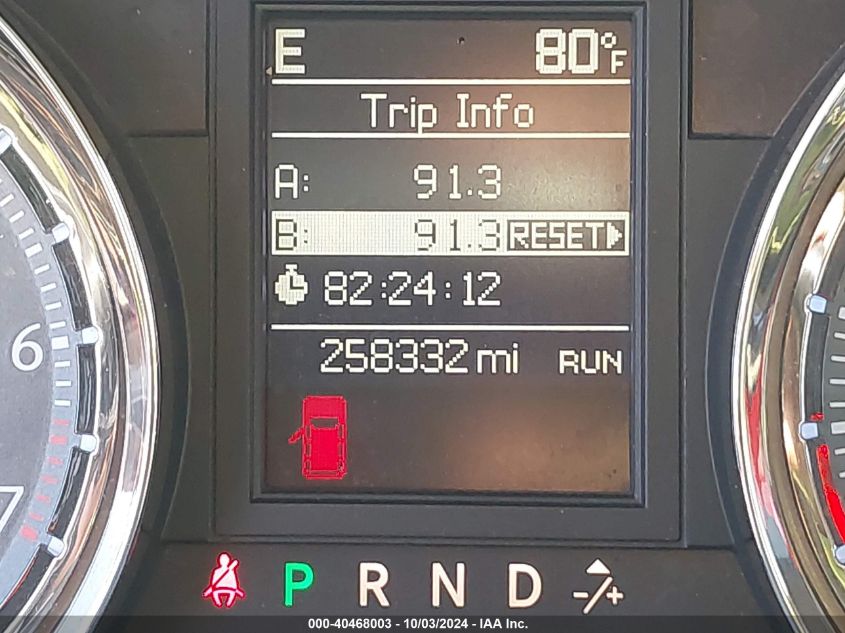 E 80°F
Trip Info
A: 91.3
B: 91.3 RESET
82:24:12
258332 mi RUN
6
7
P R N D -/+
000-40468003 - 10/03/2024 - IAA Inc.